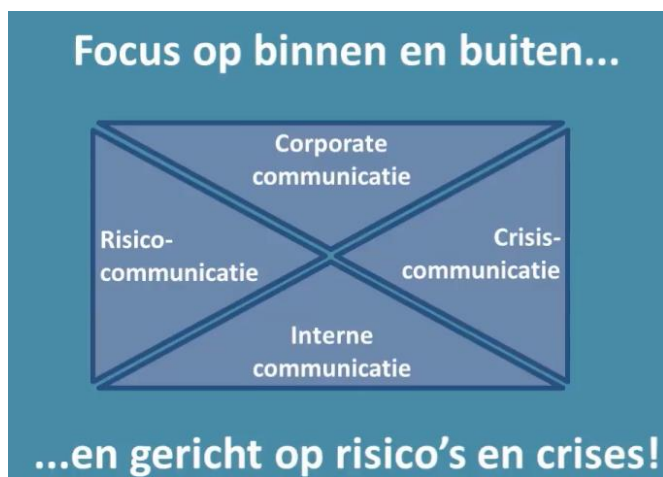 Focus op binnen en buiten...
Corporate
communicatie
Risico-
communicatie
Crisis-
communicatie
Interne
communicatie
...en gericht op risico's en crises!